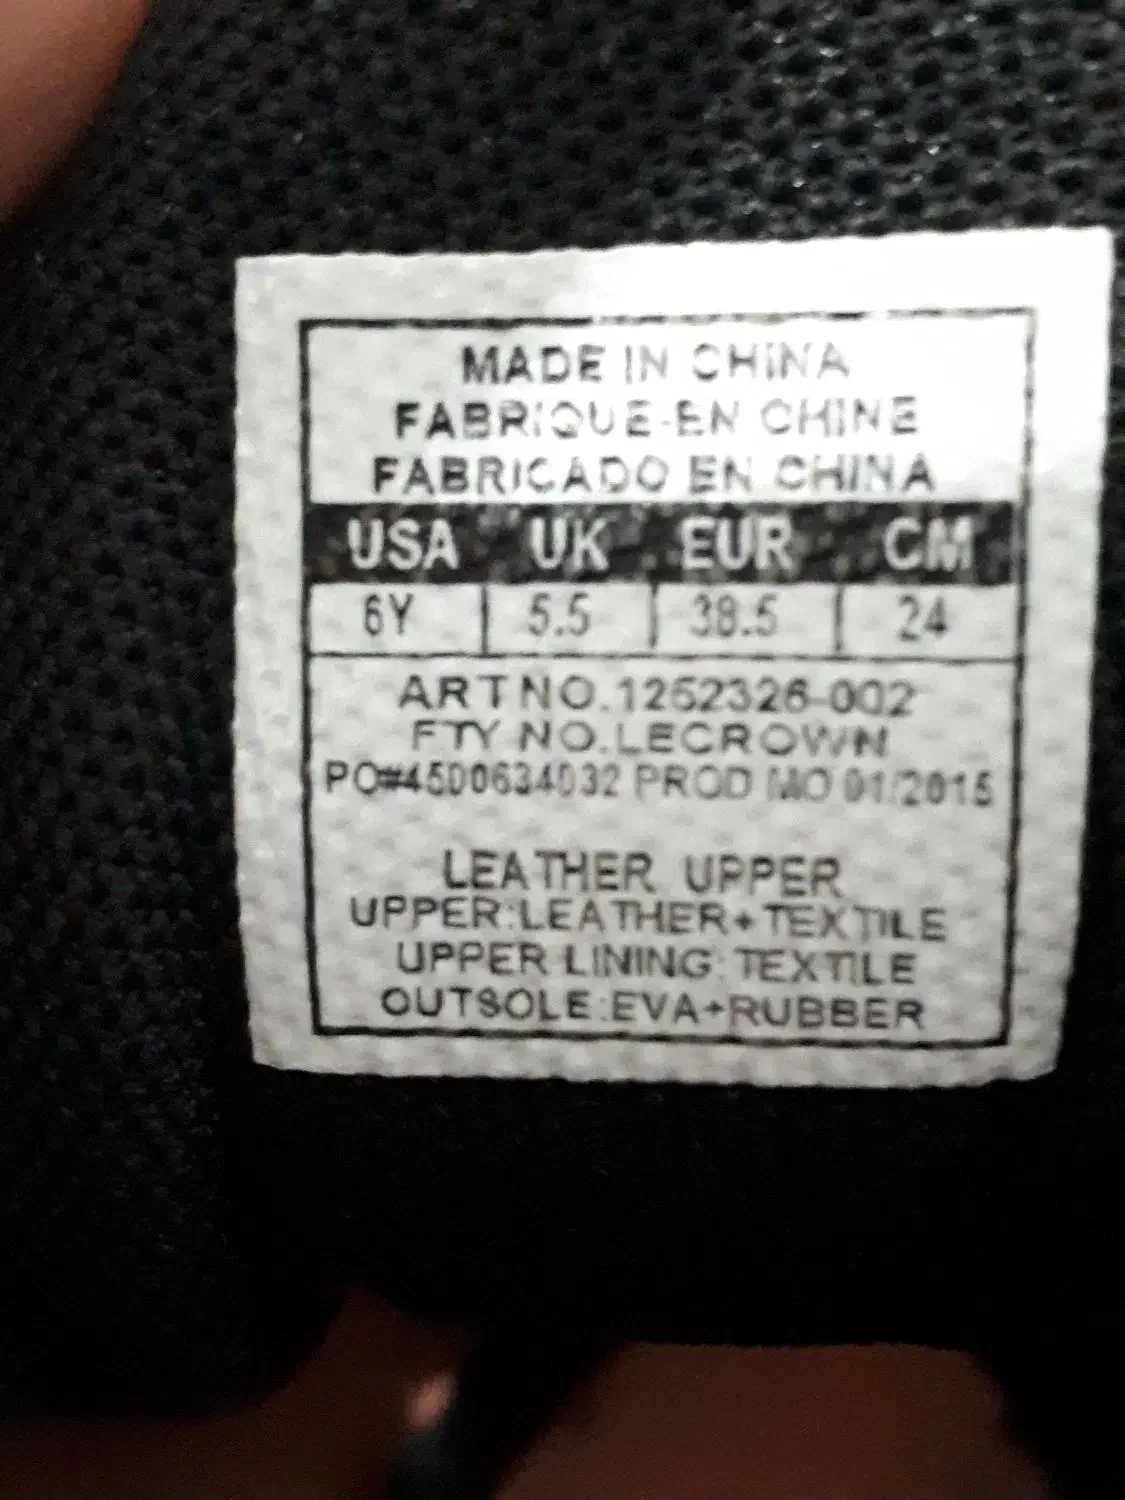 MADE IN CHINA
FABRIQUE-EN CHINE
FABRICADO EN CHINA
USA UK EUR CM
6Y 5.5 38.5 24
ART NO.1252326-002
FTY NO.LECROWN
PO#4500634032 PROD MO 01/2015
LEATHER UPPER
UPPER:LEATHER+TEXTILE
UPPER LINING:TEXTILE
OUTSOLE:EVA+RUBBER